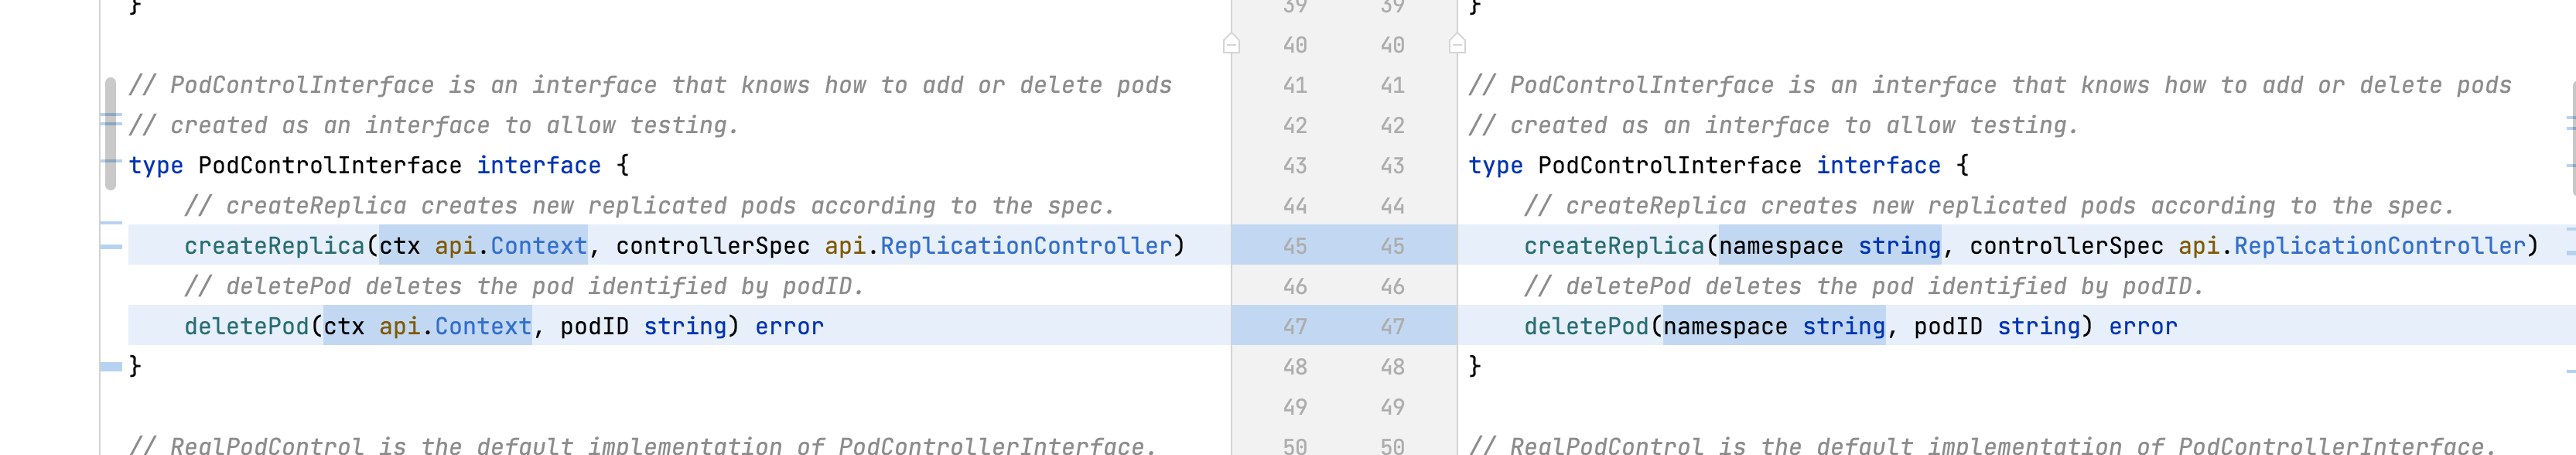 } 39 39 }
40 40
// PodControlInterface is an interface that knows how to add or delete pods 41 41 // PodControlInterface is an interface that knows how to add or delete pods
// created as an interface to allow testing. 42 42 // created as an interface to allow testing.
type PodControlInterface interface { 43 43 type PodControlInterface interface {
// createReplica creates new replicated pods according to the spec. 44 44 // createReplica creates new replicated pods according to the spec.
createReplica(ctx api.Context, controllerSpec api.ReplicationController) 45 45 createReplica(namespace string, controllerSpec api.ReplicationController)
// deletePod deletes the pod identified by podID. 46 46 // deletePod deletes the pod identified by podID.
deletePod(ctx api.Context, podID string) error 47 47 deletePod(namespace string, podID string) error
} 48 48 }
49 49
// RealPodControl is the default implementation of PodControllerInterface. 50 50 // RealPodControl is the default implementation of PodControllerInterface.